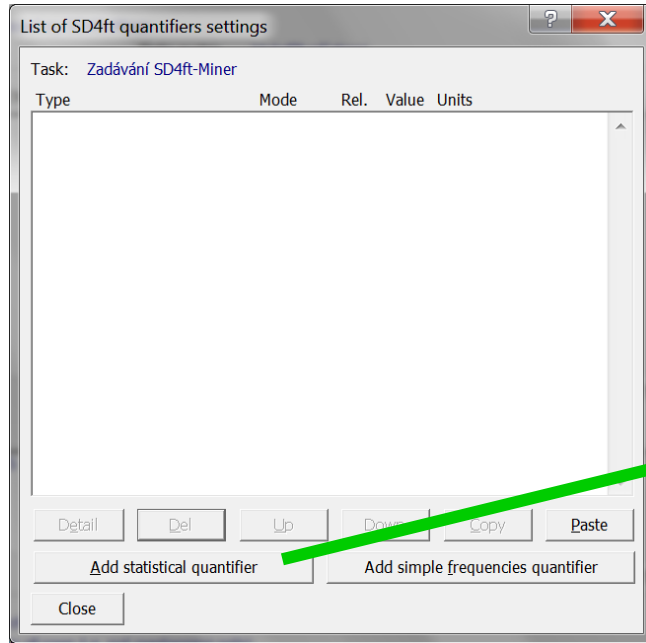 List of SD4ft quantifiers settings
Task: Zadávání SD4ft-Miner
Type Mode Rel. Value Units
Detail Del Up Down Copy Paste
Add statistical quantifier Add simple frequencies quantifier
Close